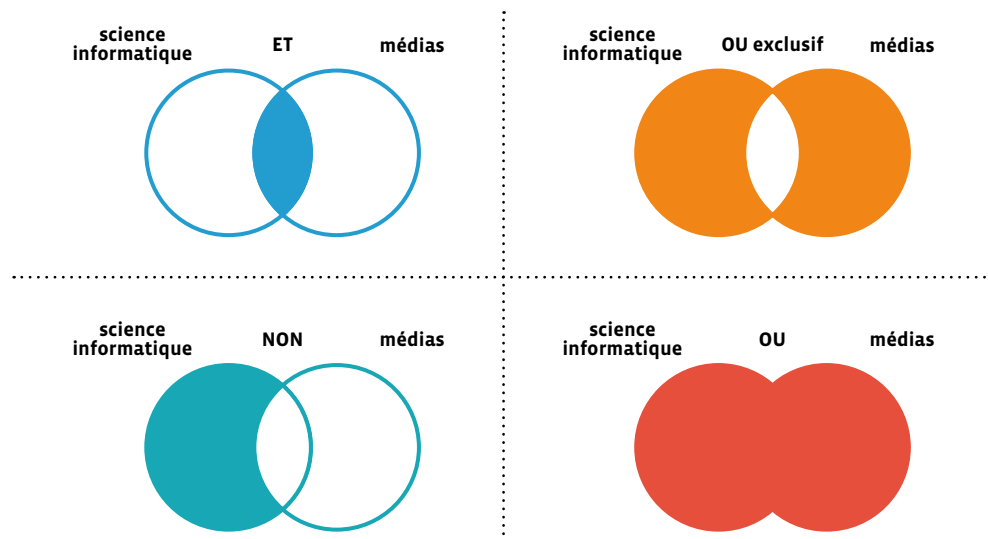 science
informatique
ET
médias
science
informatique
OU exclusif
médias
science
informatique
NON
médias
science
informatique
OU
médias